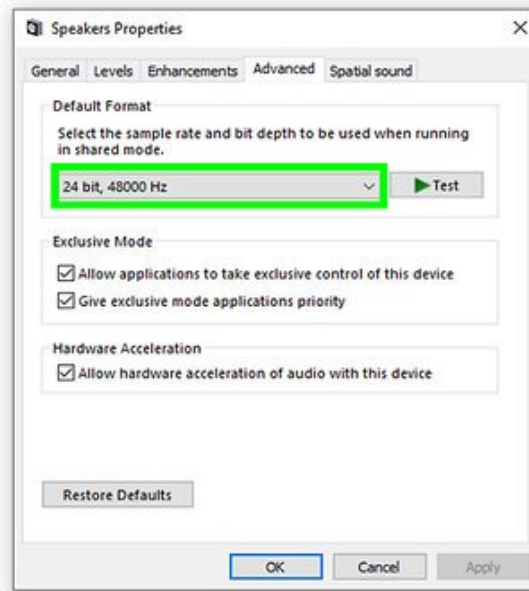 Speakers Properties
General Levels Enhancements Advanced Spatial sound
Default Format
Select the sample rate and bit depth to be used when running
in shared mode.
24 bit, 48000 Hz
Test
Exclusive Mode
Allow applications to take exclusive control of this device
Give exclusive mode applications priority
Hardware Acceleration
Allow hardware acceleration of audio with this device
Restore Defaults
OK Cancel Apply